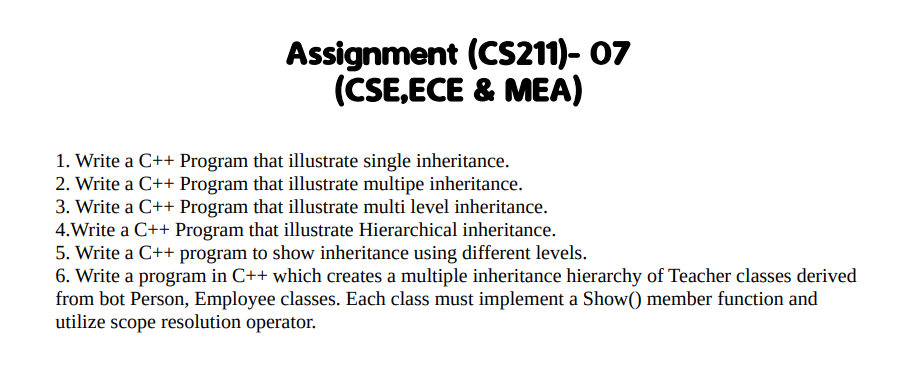 Assignment (CS211)- 07
(CSE,ECE & MEA)
1. Write a C++ Program that illustrate single inheritance.
2. Write a C++ Program that illustrate multipe inheritance.
3. Write a C++ Program that illustrate multi level inheritance.
4.Write a C++ Program that illustrate Hierarchical inheritance.
5. Write a C++ program to show inheritance using different levels.
6. Write a program in C++ which creates a multiple inheritance hierarchy of Teacher classes derived
from bot Person, Employee classes. Each class must implement a Show() member function and
utilize scope resolution operator.